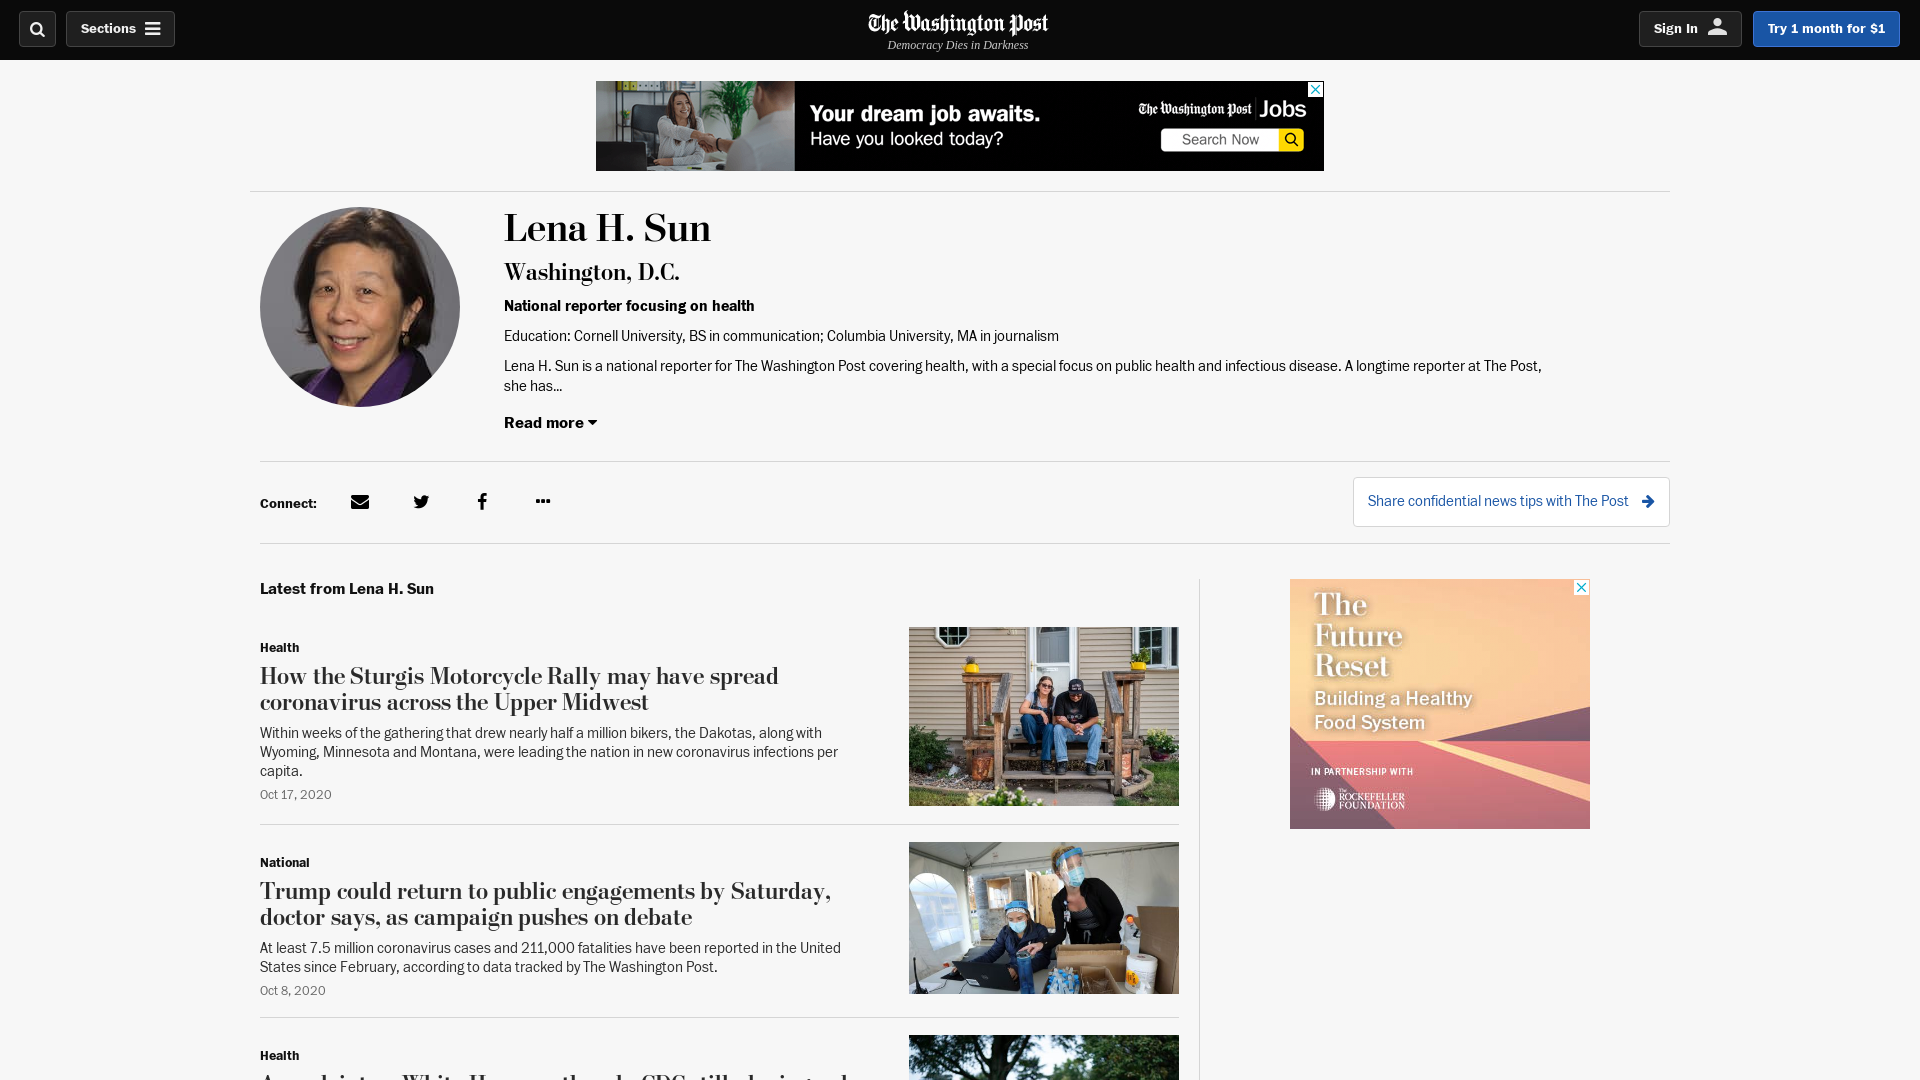 Sections
The Washington Post
Democracy Dies in Darkness
Sign In
Try 1 month for $1
Your dream job awaits.
Have you looked today?
The Washington Post Jobs
Search Now
Lena H. Sun
Washington, D.C.
National reporter focusing on health
Education: Cornell University, BS in communication; Columbia University, MA in journalism
Lena H. Sun is a national reporter for The Washington Post covering health, with a special focus on public health and infectious disease. A longtime reporter at The Post,
she has...
Read more
Connect:
Share confidential news tips with The Post
Latest from Lena H. Sun
Health
How the Sturgis Motorcycle Rally may have spread
coronavirus across the Upper Midwest
Within weeks of the gathering that drew nearly half a million bikers, the Dakotas, along with
Wyoming, Minnesota and Montana, were leading the nation in new coronavirus infections per
capita.
Oct 17, 2020
The
Future
Reset
Building a Healthy
Food System
IN PARTNERSHIP WITH
The
ROCKEFELLER
FOUNDATION
National
Trump could return to public engagements by Saturday,
doctor says, as campaign pushes on debate
At least 7.5 million coronavirus cases and 211,000 fatalities have been reported in the United
States since February, according to data tracked by The Washington Post.
Oct 8, 2020
Health